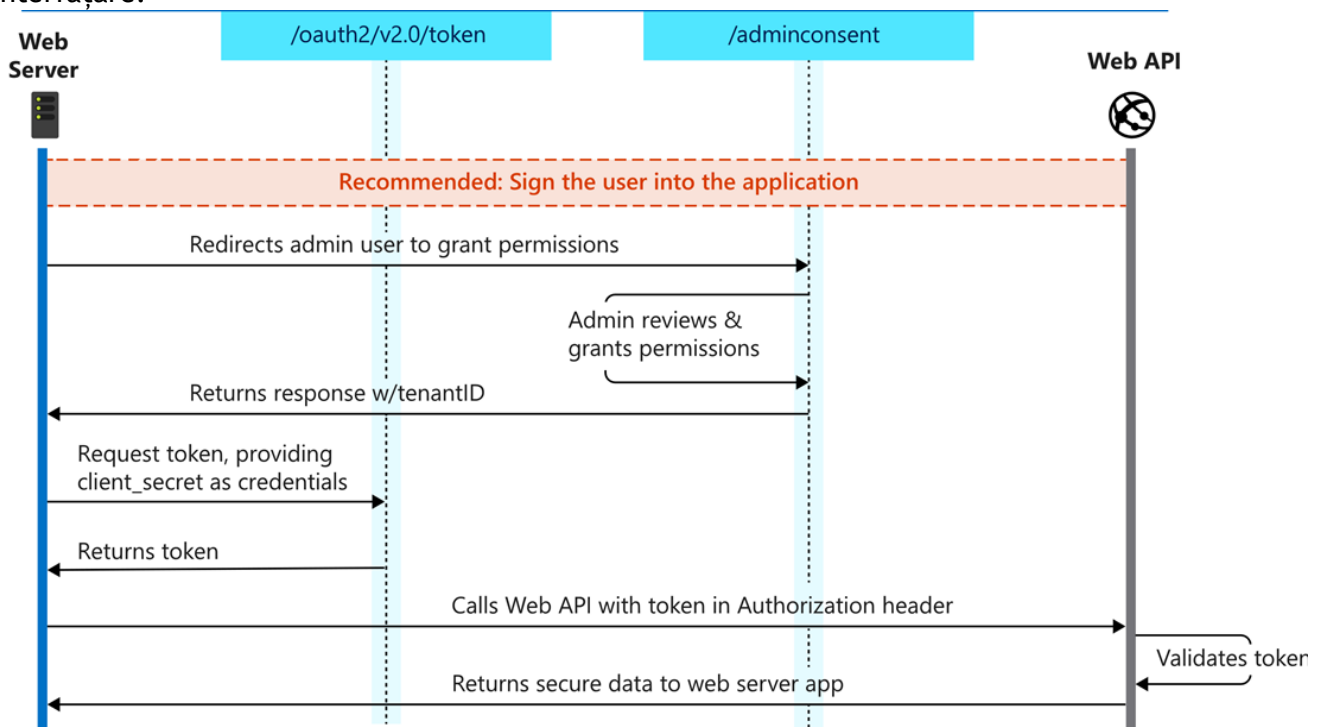 Web
Server
/oauth2/v2.0/token
/adminconsent
Web API
Recommended: Sign the user into the application
Redirects admin user to grant permissions
Admin reviews &
grants permissions
Returns response w/tenantID
Request token, providing
client_secret as credentials
Returns token
Calls Web API with token in Authorization header
Validates token
Returns secure data to web server app